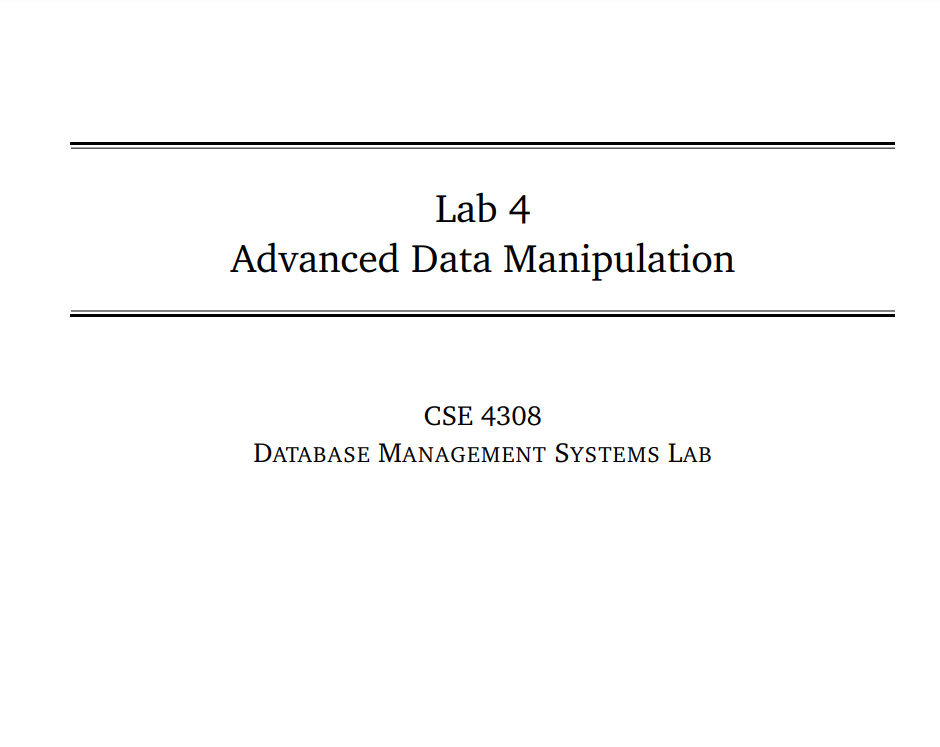 Lab 4
Advanced Data Manipulation
CSE 4308
Database Management Systems Lab